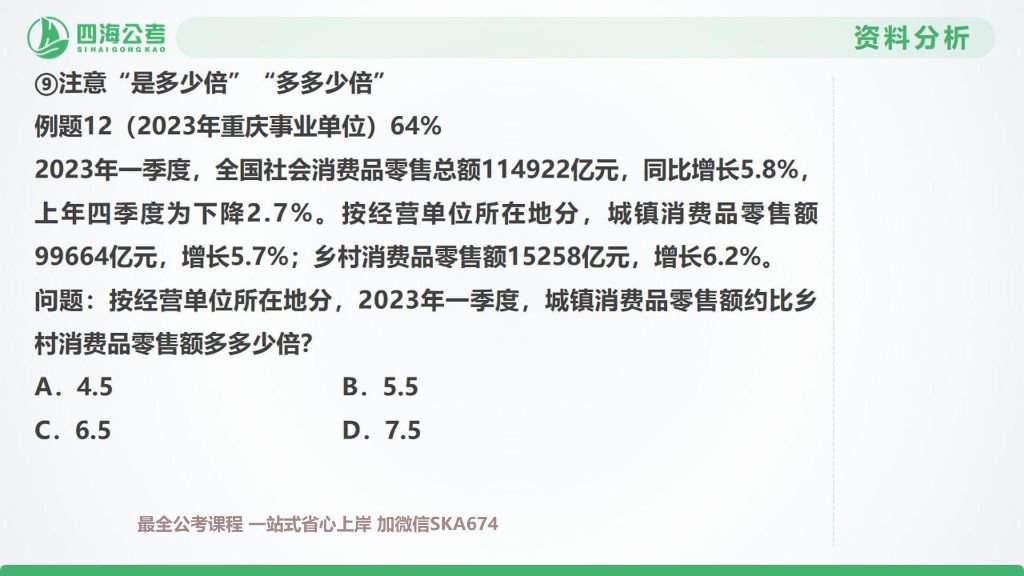 四海公考
SIHAIGONGKAO
资料分析
⑨注意“是多少倍”“多多少倍”
例题12（2023年重庆事业单位）64%
2023年一季度，全国社会消费品零售总额114922亿元，同比增长5.8%，
上年四季度为下降2.7%。按经营单位所在地分，城镇消费品零售额
99664亿元，增长5.7%；乡村消费品零售额15258亿元，增长6.2%。
问题：按经营单位所在地分，2023年一季度，城镇消费品零售额约比乡
村消费品零售额多多少倍？
A．4.5 B．5.5
C．6.5 D．7.5
最全公考课程 一站式省心上岸 加微信SKA674